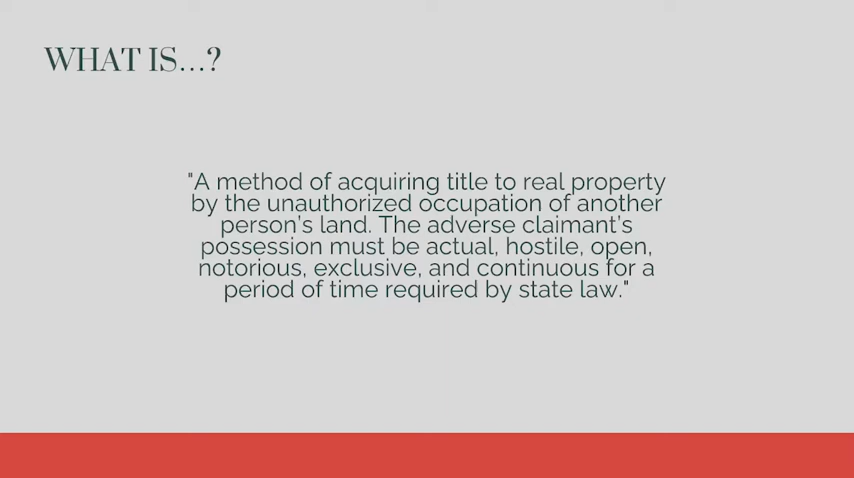 WHAT IS...?
"A method of acquiring title to real property
by the unauthorized occupation of another
person's land. The adverse claimant's
possession must be actual, hostile, open,
notorious, exclusive, and continuous for a
period of time required by state law."